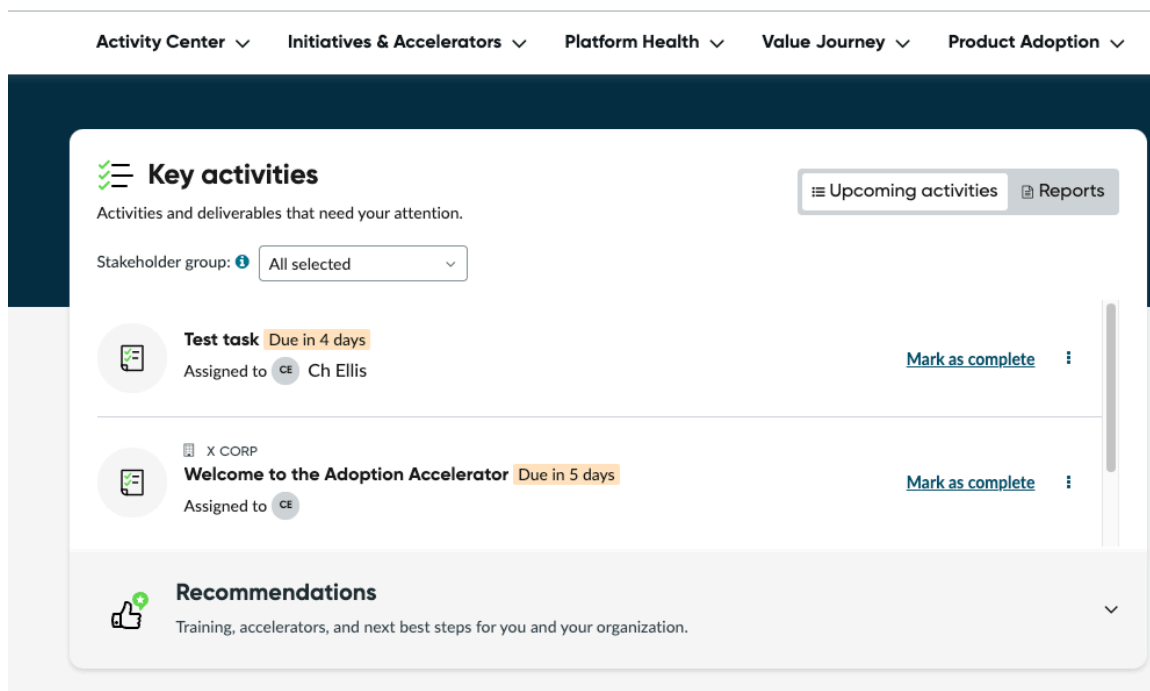 Activity Center Initiatives & Accelerators Platform Health Value Journey Product Adoption
Key activities
Upcoming activities Reports
Activities and deliverables that need your attention.
Stakeholder group: All selected
Test task Due in 4 days
Assigned to CE Ch Ellis
Mark as complete
X CORP
Welcome to the Adoption Accelerator Due in 5 days
Assigned to CE
Mark as complete
Recommendations
Training, accelerators, and next best steps for you and your organization.